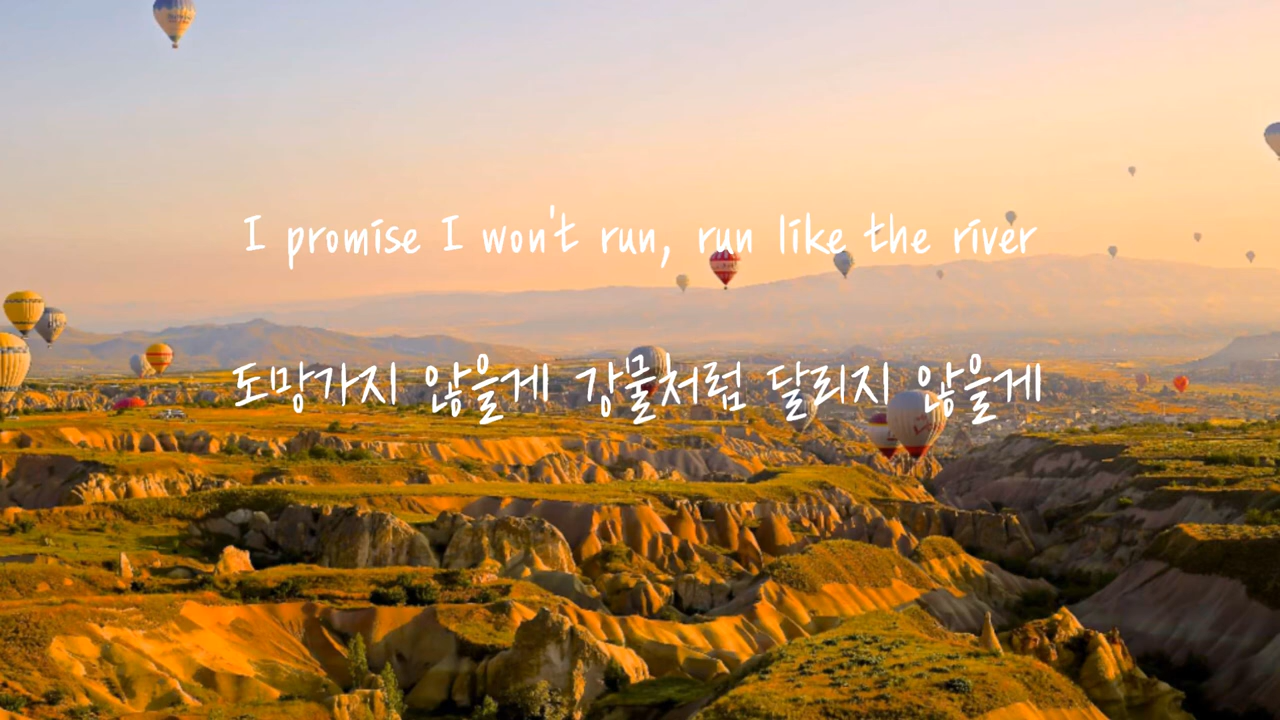 I promise I won't run, run like the river
도망가지 않을게 강물처럼 달리지 않을게